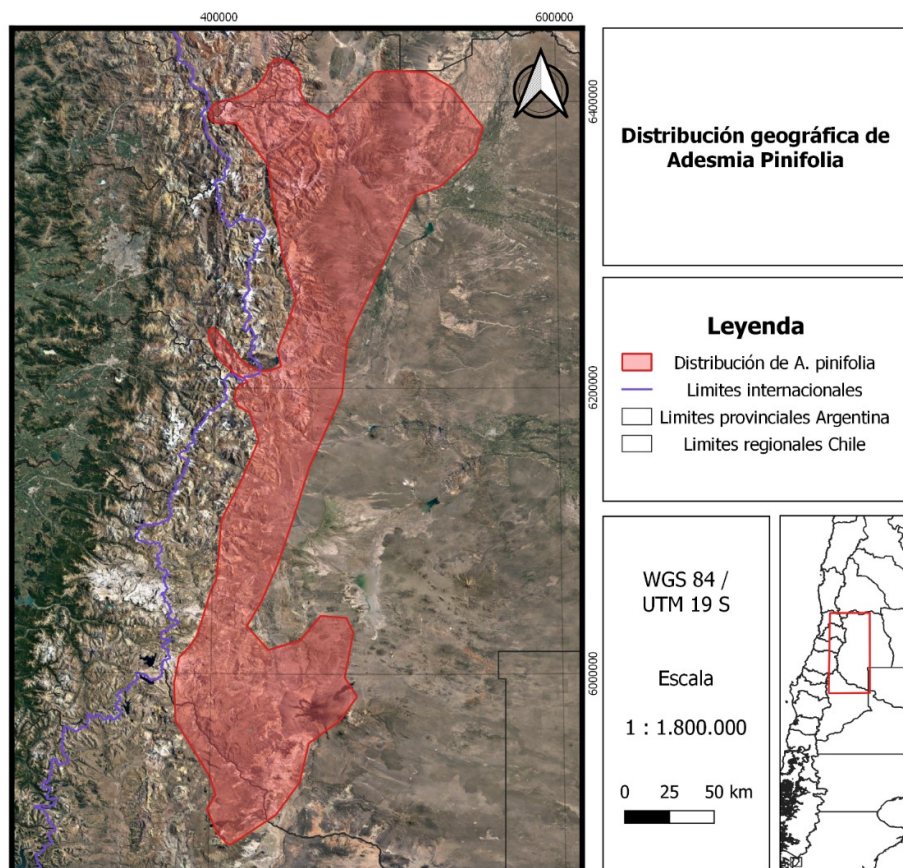 400000
600000
6400000
6200000
6000000
Distribución geográfica de
Adesmia Pinifolia
Leyenda
Distribución de A. pinifolia
Limites internacionales
Limites provinciales Argentina
Limites regionales Chile
WGS 84 /
UTM 19 S
Escala
1 : 1.800.000
0 25 50 km